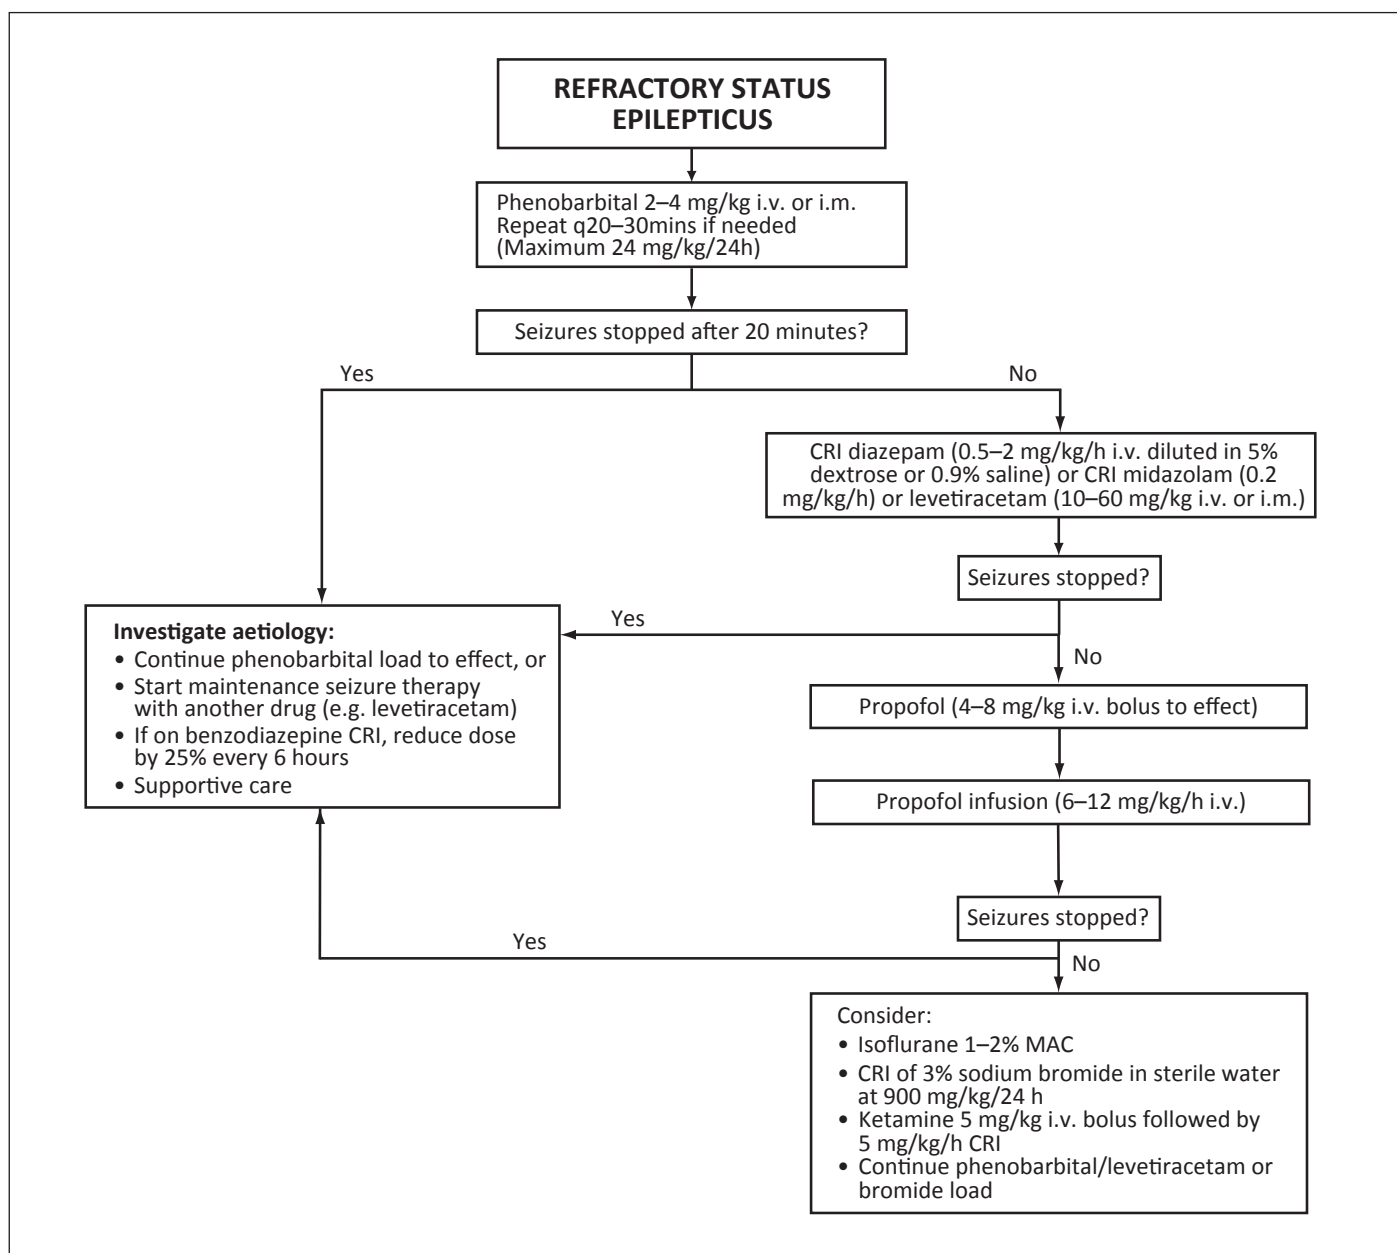 REFRACTORY STATUS
EPILEPTICUS
Phenobarbital 2–4 mg/kg i.v. or i.m.
Repeat q20–30mins if needed
(Maximum 24 mg/kg/24h)
Seizures stopped after 20 minutes?
Yes
No
CRI diazepam (0.5–2 mg/kg/h i.v. diluted in 5%
dextrose or 0.9% saline) or CRI midazolam (0.2
mg/kg/h) or levetiracetam (10–60 mg/kg i.v. or i.m.)
Seizures stopped?
Yes
No
Investigate aetiology:
• Continue phenobarbital load to effect, or
• Start maintenance seizure therapy
with another drug (e.g. levetiracetam)
• If on benzodiazepine CRI, reduce dose
by 25% every 6 hours
• Supportive care
Propofol (4–8 mg/kg i.v. bolus to effect)
Propofol infusion (6–12 mg/kg/h i.v.)
Seizures stopped?
Yes
No
Consider:
• Isoflurane 1–2% MAC
• CRI of 3% sodium bromide in sterile water
at 900 mg/kg/24 h
• Ketamine 5 mg/kg i.v. bolus followed by
5 mg/kg/h CRI
• Continue phenobarbital/levetiracetam or
bromide load